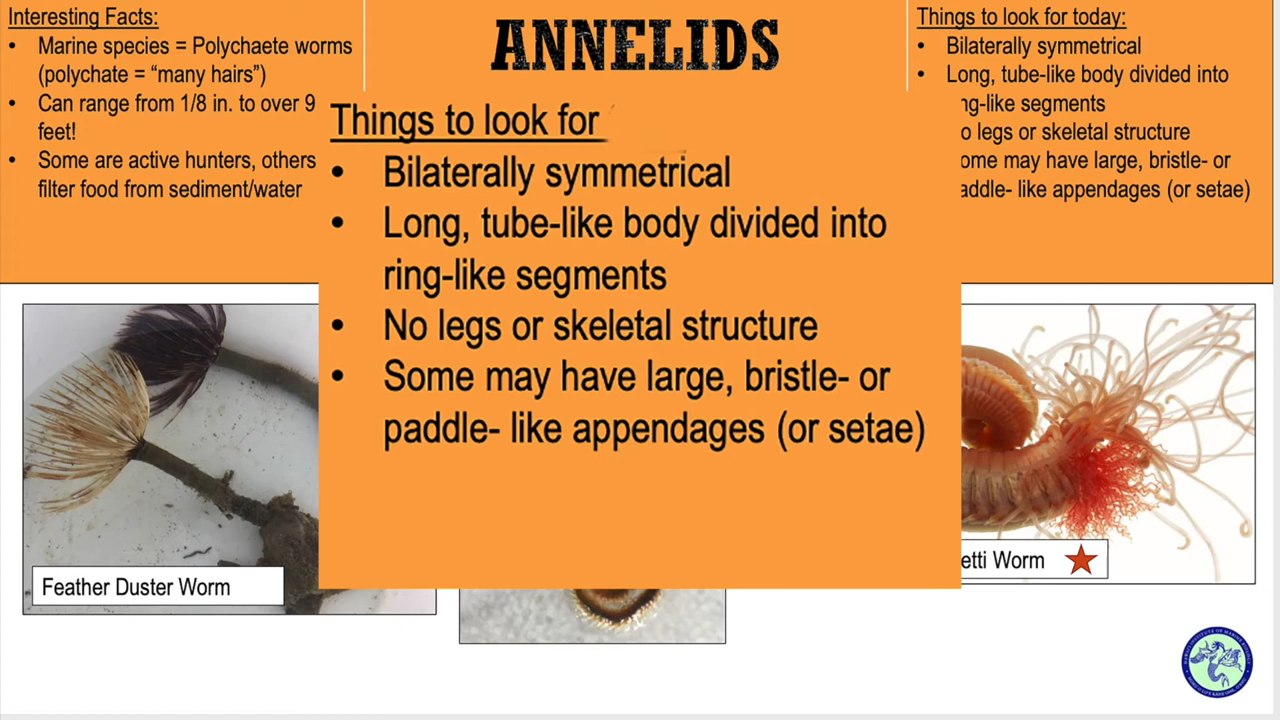 Interesting Facts:
• Marine species = Polychaete worms
(polychate = “many hairs”)
• Can range from 1/8 in. to over 9
feet!
• Some are active hunters, others
filter food from sediment/water
ANNELIDS
Things to look for
• Bilaterally symmetrical
• Long, tube-like body divided into
ring-like segments
• No legs or skeletal structure
• Some may have large, bristle- or
paddle- like appendages (or setae)
Things to look for today:
• Bilaterally symmetrical
• Long, tube-like body divided into
ng-like segments
o legs or skeletal structure
ome may have large, bristle- or
addle- like appendages (or setae)
Feather Duster Worm
etti Worm